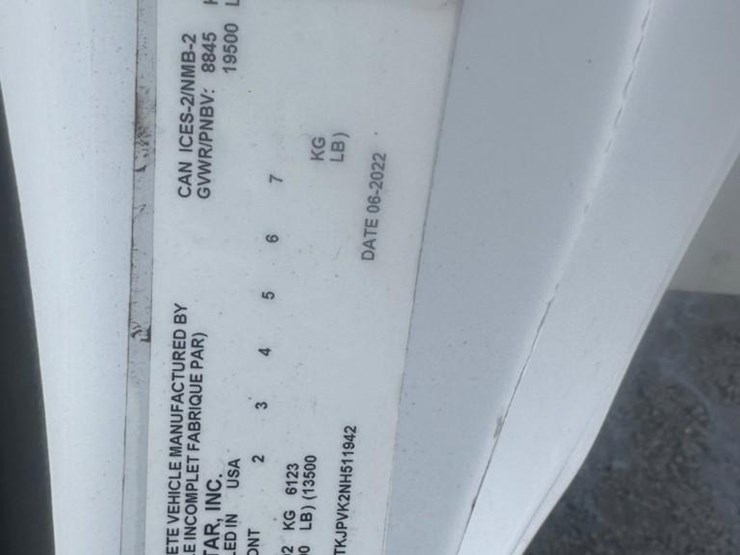 CAN ICES-2/NMB-2
GVWR/PNBV: 8845
19500
ETE VEHICLE MANUFACTURED BY
E INCOMPLET FABRIQUE PAR)
TAR, INC.
LED IN USA
ONT 2 3 4 5 6 7
2 KG 6123 KG
0 LB) (13500 LB)
DATE 06-2022
TKJPVK2NH511942